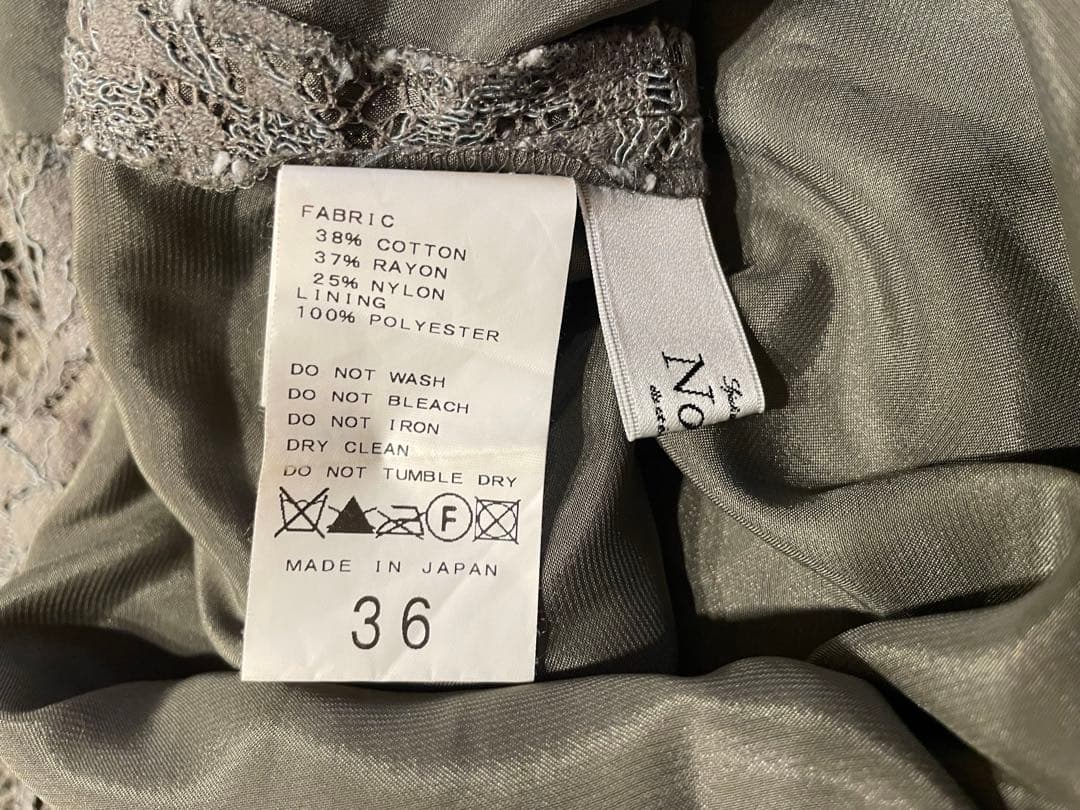 FABRIC
38% COTTON
37% RAYON
25% NYLON
LINING
100% POLYESTER
DO NOT WASH
DO NOT BLEACH
DO NOT IRON
DRY CLEAN
DO NOT TUMBLE DRY
F
MADE IN JAPAN
36
No